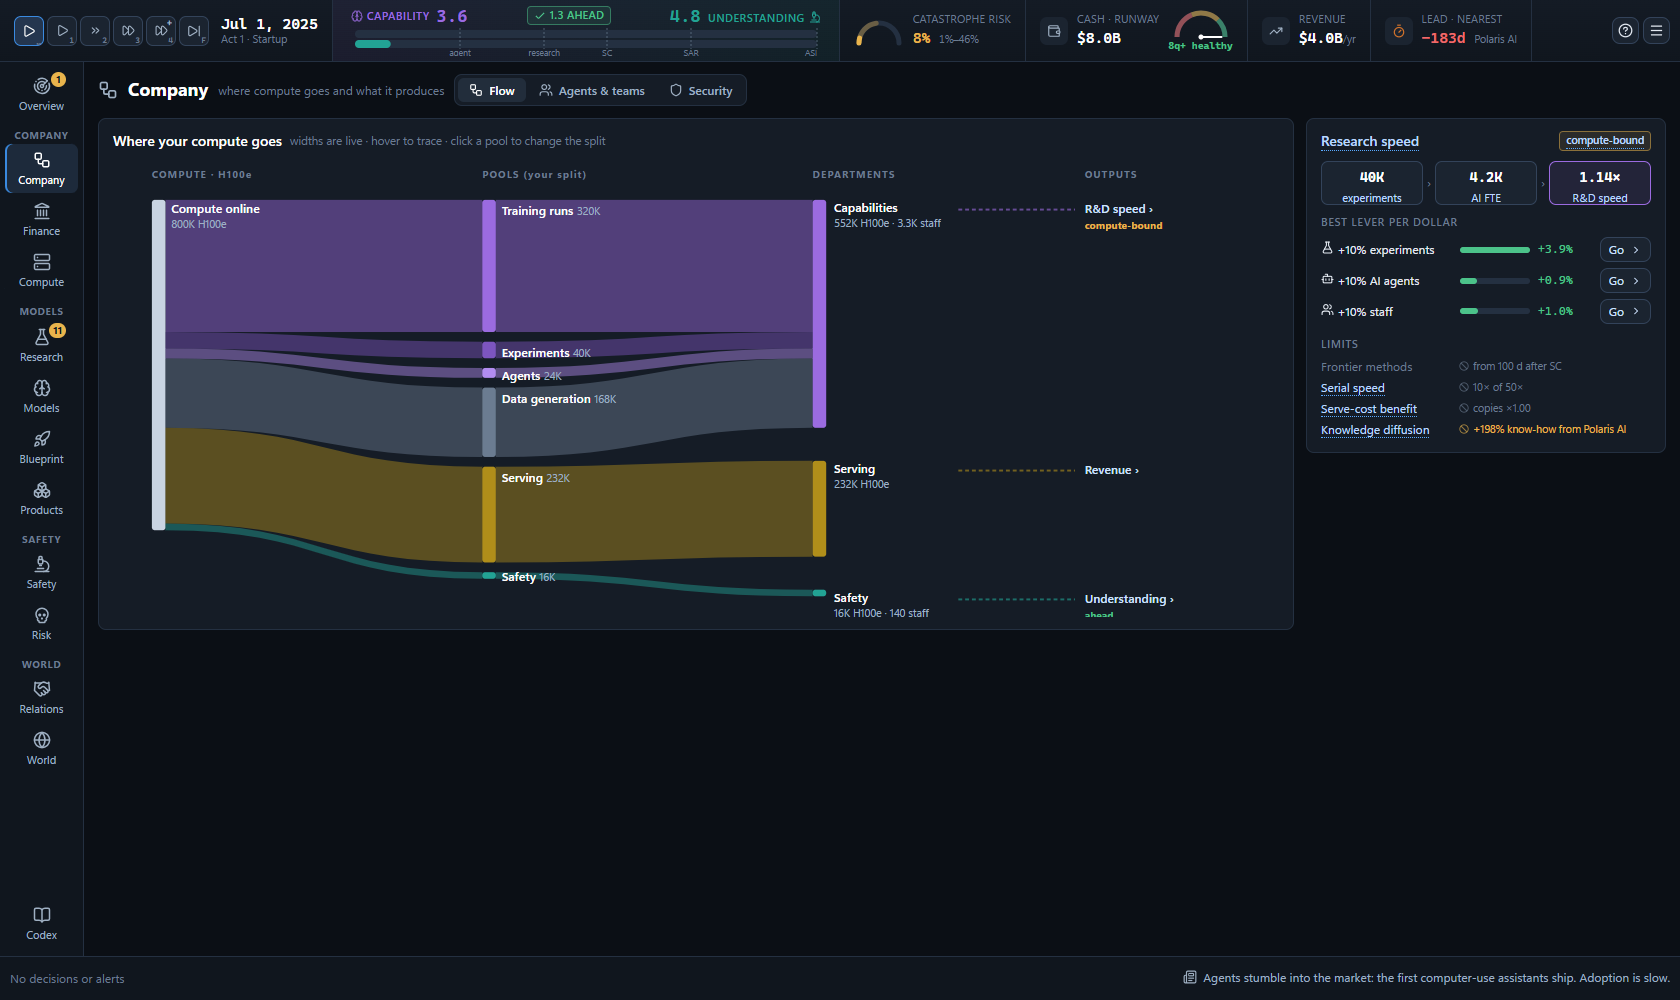 1
2
3
4
F
Jul 1, 2025
Act 1 · Startup
CAPABILITY 3.6
1.3 AHEAD
4.8 UNDERSTANDING
agent
research
SC
SAR
ASI
CATASTROPHE RISK
8% 1%–46%
CASH · RUNWAY
$8.0B
8q+ healthy
REVENUE
$4.0B/yr
LEAD · NEAREST
−183d Polaris AI
1
Overview
COMPANY
Company
Finance
Compute
MODELS
11
Research
Models
Blueprint
Products
SAFETY
Safety
Risk
WORLD
Relations
World
Codex
Company
where compute goes and what it produces
Flow
Agents & teams
Security
Where your compute goes widths are live · hover to trace · click a pool to change the split
COMPUTE · H100e
POOLS (your split)
DEPARTMENTS
OUTPUTS
Compute online
800K H100e
Training runs 320K
Experiments 40K
Agents 24K
Data generation 168K
Serving 232K
Safety 16K
Capabilities
552K H100e · 3.3K staff
Serving
232K H100e
Safety
16K H100e · 140 staff
R&D speed ›
compute-bound
Revenue ›
Understanding ›
ahead
Research speed
compute-bound
40K
experiments
›
4.2K
AI FTE
›
1.14×
R&D speed
BEST LEVER PER DOLLAR
+10% experiments +3.9% Go
+10% AI agents +0.9% Go
+10% staff +1.0% Go
LIMITS
Frontier methods from 100 d after SC
Serial speed 10× of 50×
Serve-cost benefit copies ×1.00
Knowledge diffusion +198% know-how from Polaris AI
No decisions or alerts
Agents stumble into the market: the first computer-use assistants ship. Adoption is slow.